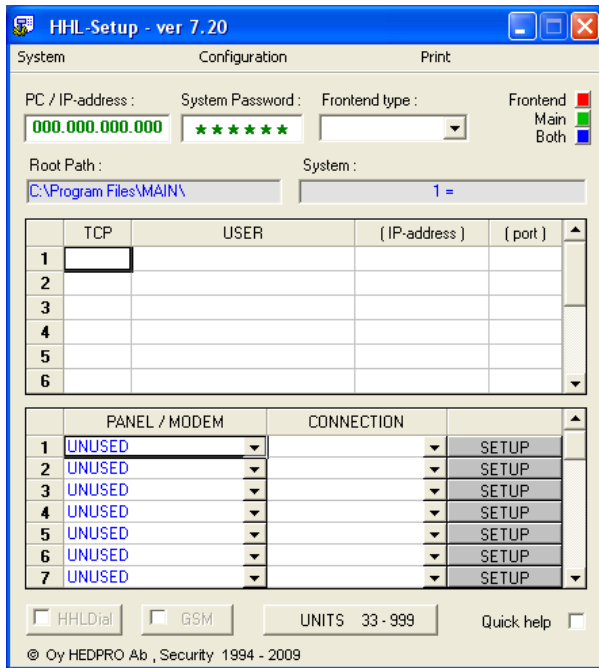 HHL-Setup - ver 7.20
System Configuration Print
PC / IP-address : System Password : Frontend type : Frontend
Main
Both
000.000.000.000 ******
Root Path : System :
C:\Program Files\MAIN\ 1 =
TCP USER ( IP-address ) ( port )
1
2
3
4
5
6
PANEL / MODEM CONNECTION
1 UNUSED SETUP
2 UNUSED SETUP
3 UNUSED SETUP
4 UNUSED SETUP
5 UNUSED SETUP
6 UNUSED SETUP
7 UNUSED SETUP
HHLDial GSM UNITS 33 - 999 Quick help
© Oy HEDPRO Ab , Security 1994 - 2009